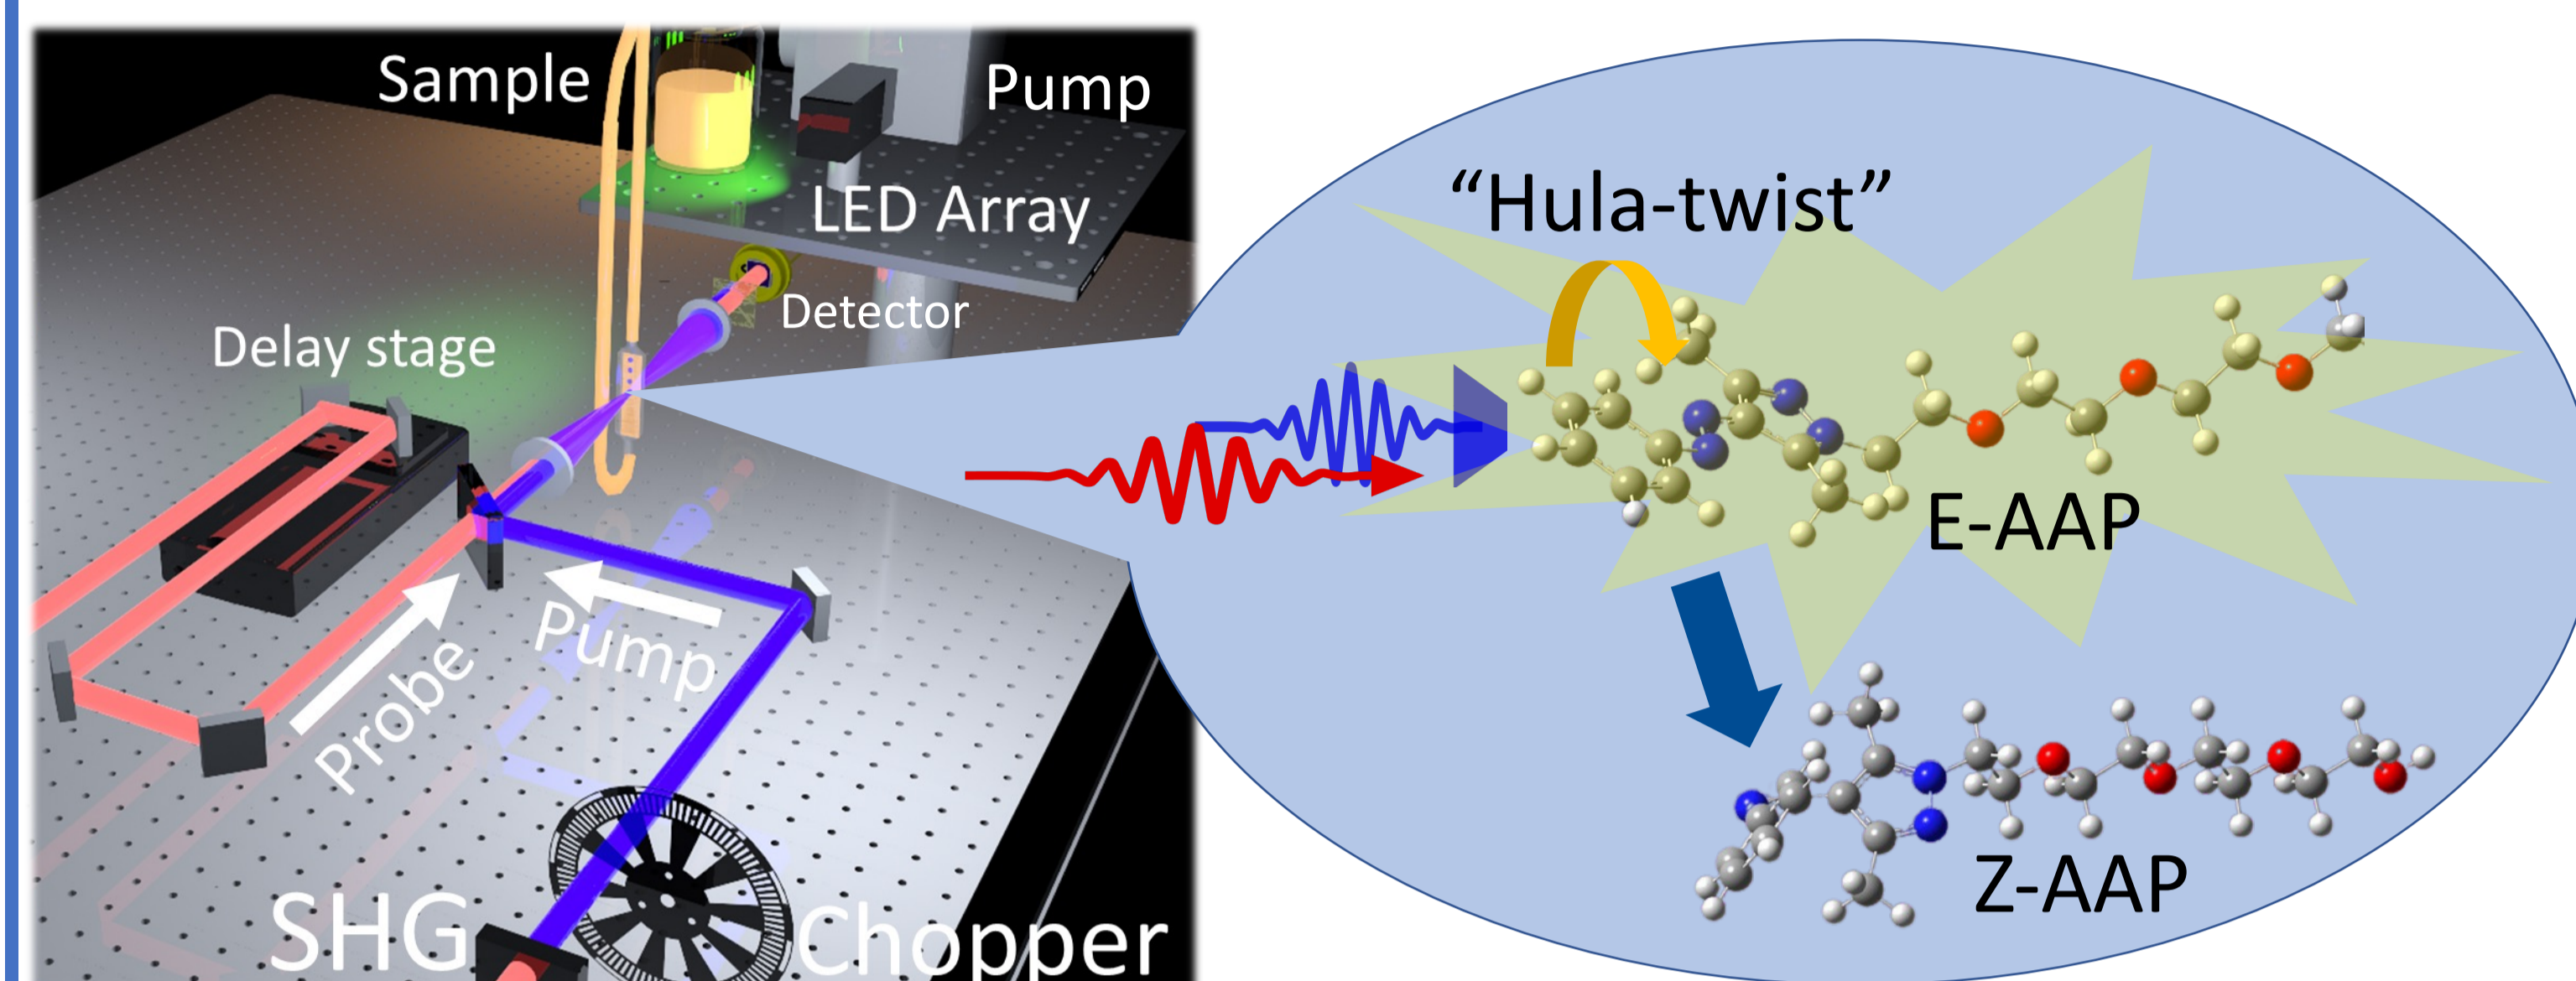 Sample
Pump
LED Array
Detector
Delay stage
Probe
Pump
SHG
Chopper
“Hula-twist”
E-AAP
Z-AAP